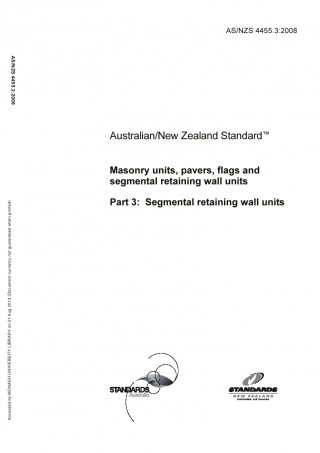 AS/NZS 4455.3:2008
AS/NZS 4455.3:2008
Australian/New Zealand Standard™
Masonry units, pavers, flags and
segmental retaining wall units
Part 3: Segmental retaining wall units
Accessed by MONASH UNIVERSITY LIBRARY on 21 Aug 2010 (Document currency not guaranteed when printed)
STANDARDS
Australia
STANDARDS
NEW ZEALAND